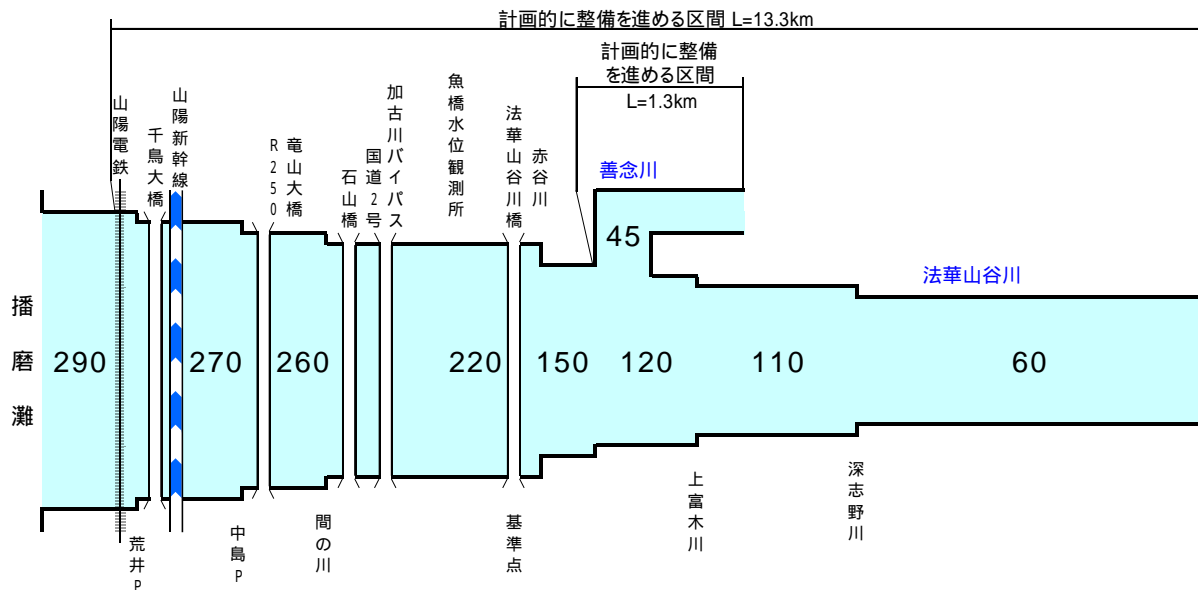 計画的に整備を進める区間 L=13.3km
計画的に整備
を進める区間
L=1.3km
山陽電鉄
千鳥大橋
山陽新幹線
R250
竜山大橋
石山橋
国道2号
加古川バイパス
魚橋水位観測所
法華山谷川橋
赤谷川
善念川
法華山谷川
播磨灘
290
270
260
220
150
45
120
110
60
荒井P
中島P
間の川
基準点
上富木川
深志野川